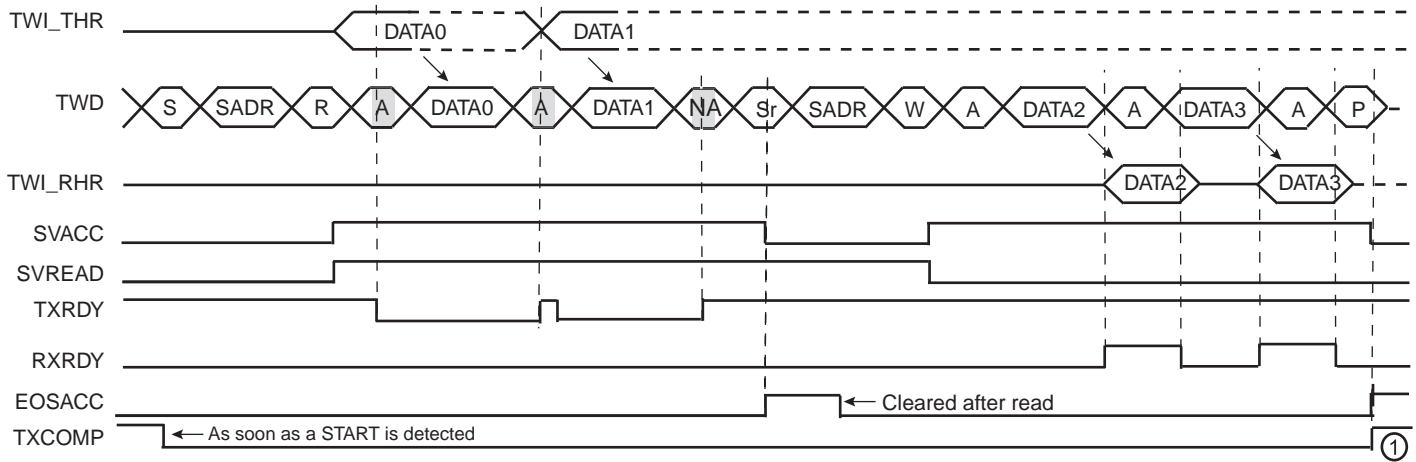 TWI_THR DATA0 DATA1
TWD S SADR R A DATA0 A DATA1 NA Sr SADR W A DATA2 A DATA3 A P
TWI_RHR DATA2 DATA3
SVACC
SVREAD
TXRDY
RXRDY
EOSACC Cleared after read
TXCOMP As soon as a START is detected 1